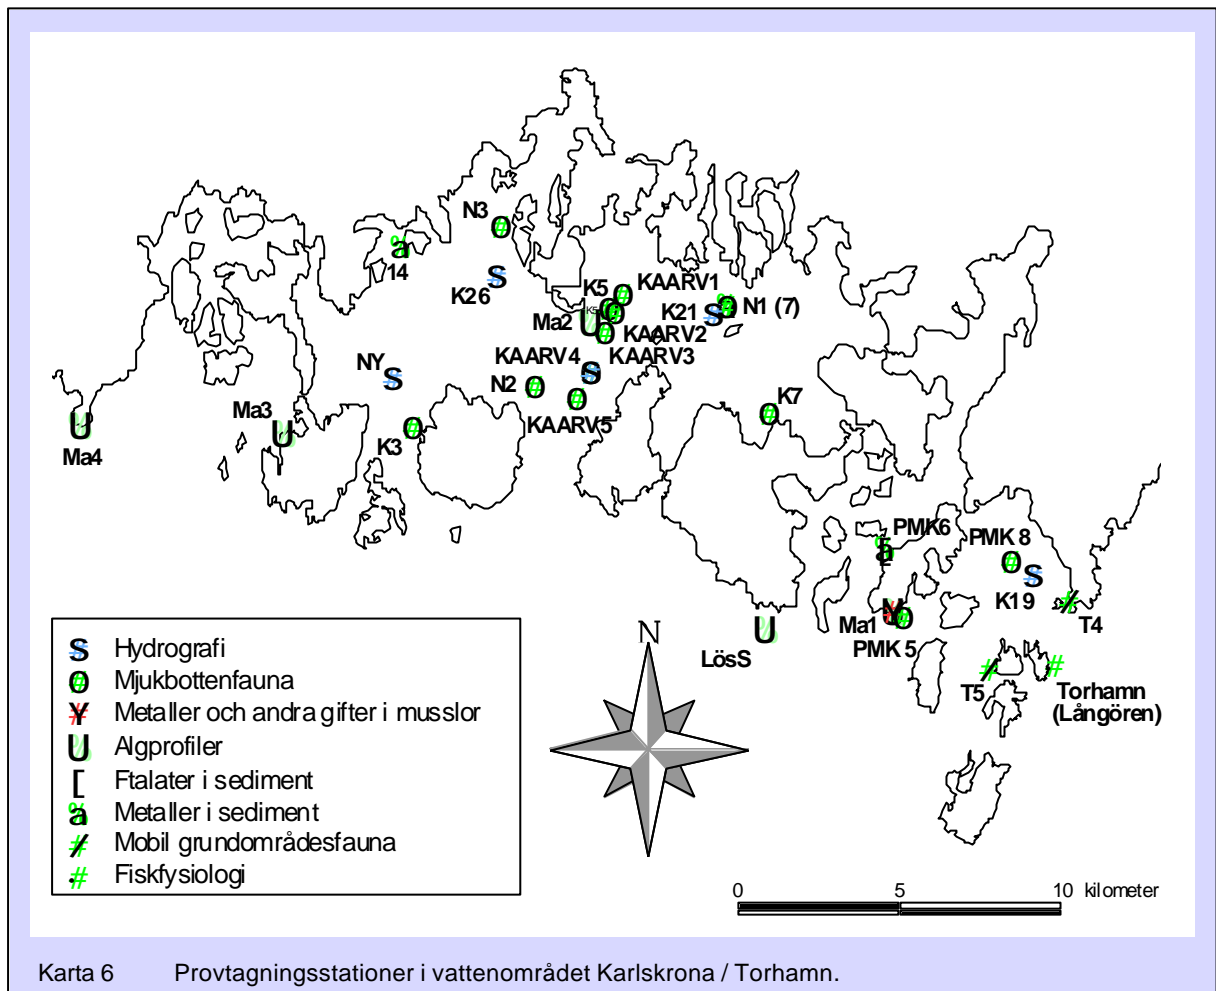 N3
14
K26
K5
KAARV1
K21
N1 (7)
Ma2
K5
KAARV2
KAARV4
KAARV3
NY
N2
Ma3
K7
K3
KAARV5
Ma4
PMK6
PMK 8
K19
Ma1
T4
PMK 5
LösS
T5
Torhamn
(Långören)
N
S Hydrografi
O Mjukbottenfauna
Y Metaller och andra gifter i musslor
U Algprofiler
[ Ftalater i sediment
a Metaller i sediment
Mobil grundområdesfauna
Fiskfysiologi
0 5 10 kilometer
Karta 6 Provtagningsstationer i vattenområdet Karlskrona / Torhamn.